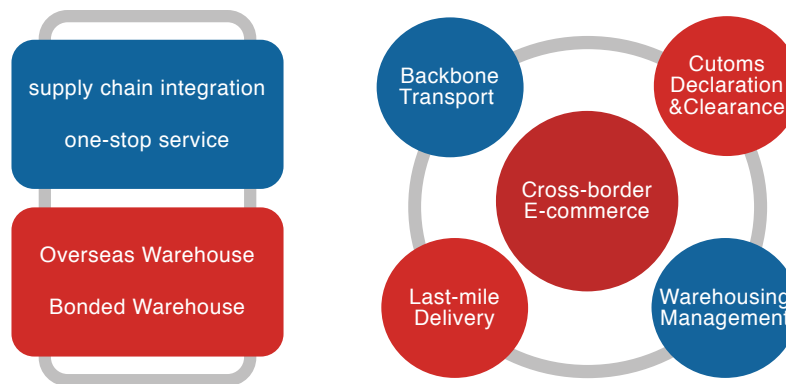 supply chain integration
one-stop service
Overseas Warehouse
Bonded Warehouse
Backbone
Transport
Cutoms
Declaration
&Clearance
Cross-border
E-commerce
Last-mile
Delivery
Warehousing
Management